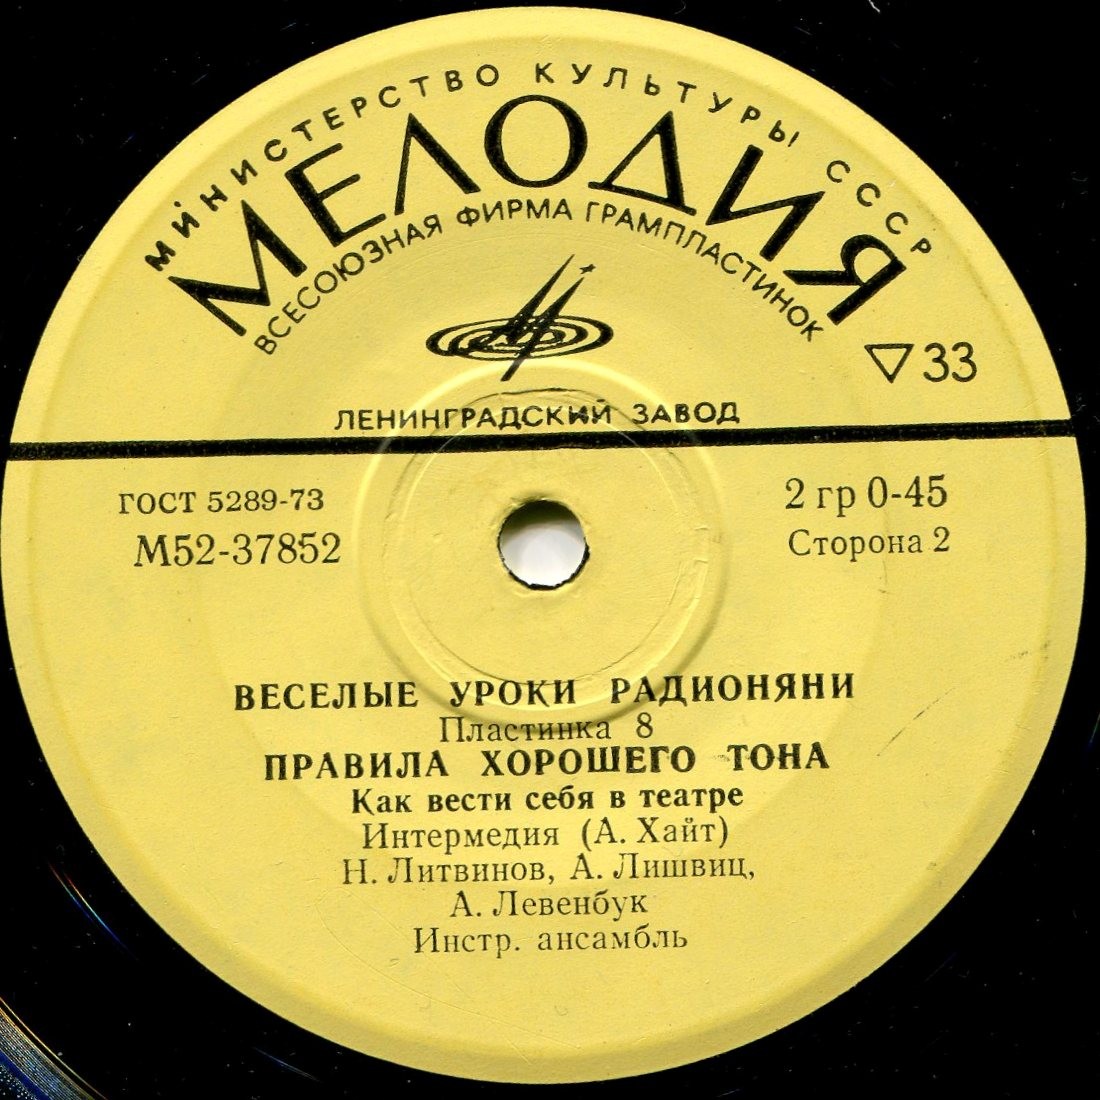 МИНИСТЕРСТВО КУЛЬТУРЫ СССР
МЕЛОДИЯ
ВСЕСОЮЗНАЯ ФИРМА ГРАМПЛАСТИНОК
▽33
ЛЕНИНГРАДСКИЙ ЗАВОД
ГОСТ 5289-73
2 гр 0-45
М52-37852
Сторона 2
ВЕСЕЛЫЕ УРОКИ РАДИОНЯНИ
Пластинка 8
ПРАВИЛА ХОРОШЕГО ТОНА
Как вести себя в театре
Интермедия (А. Хайт)
Н. Литвинов, А. Лившиц,
А. Левенбук
Инстр. ансамбль